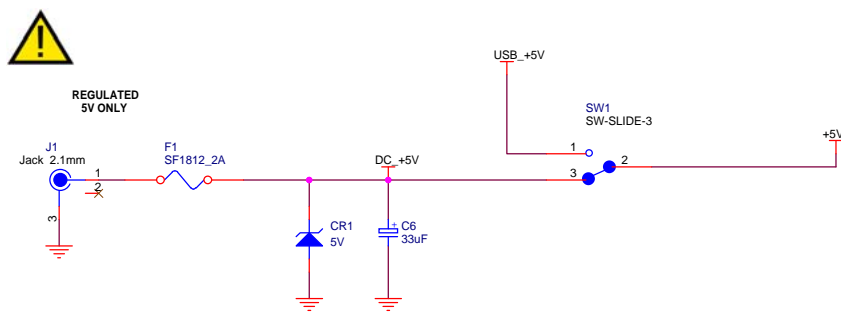 REGULATED
5V ONLY
USB_+5V
SW1
SW-SLIDE-3
+5V
J1
Jack 2.1mm
F1
SF1812_2A
DC_+5V
1
2
1
2
3
3
CR1
5V
+
C6
33uF